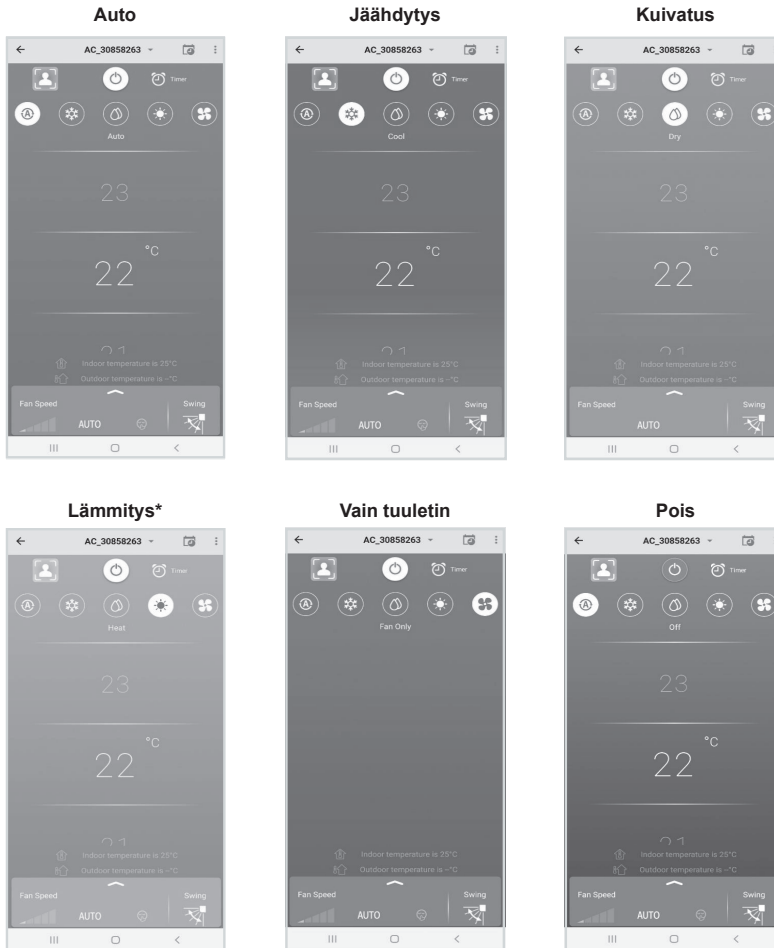 Auto
AC_30858263
Timer
Auto
23
22 °C
21
Indoor temperature is 25°C
Outdoor temperature is --°C
Fan Speed
Swing
AUTO
Jäähdytys
AC_30858263
Timer
Cool
23
22 °C
21
Indoor temperature is 25°C
Outdoor temperature is --°C
Fan Speed
Swing
AUTO
Kuivatus
AC_30858263
Timer
Dry
23
22 °C
21
Indoor temperature is 25°C
Outdoor temperature is --°C
Fan Speed
Swing
AUTO
Lämmitys*
AC_30858263
Timer
Heat
23
22 °C
21
Indoor temperature is 25°C
Outdoor temperature is --°C
Fan Speed
Swing
AUTO
Vain tuuletin
AC_30858263
Timer
Fan Only
Indoor temperature is 25°C
Outdoor temperature is --°C
Fan Speed
Swing
AUTO
Pois
AC_30858263
Timer
Off
23
22 °C
21
Indoor temperature is 25°C
Outdoor temperature is --°C
Fan Speed
Swing
AUTO